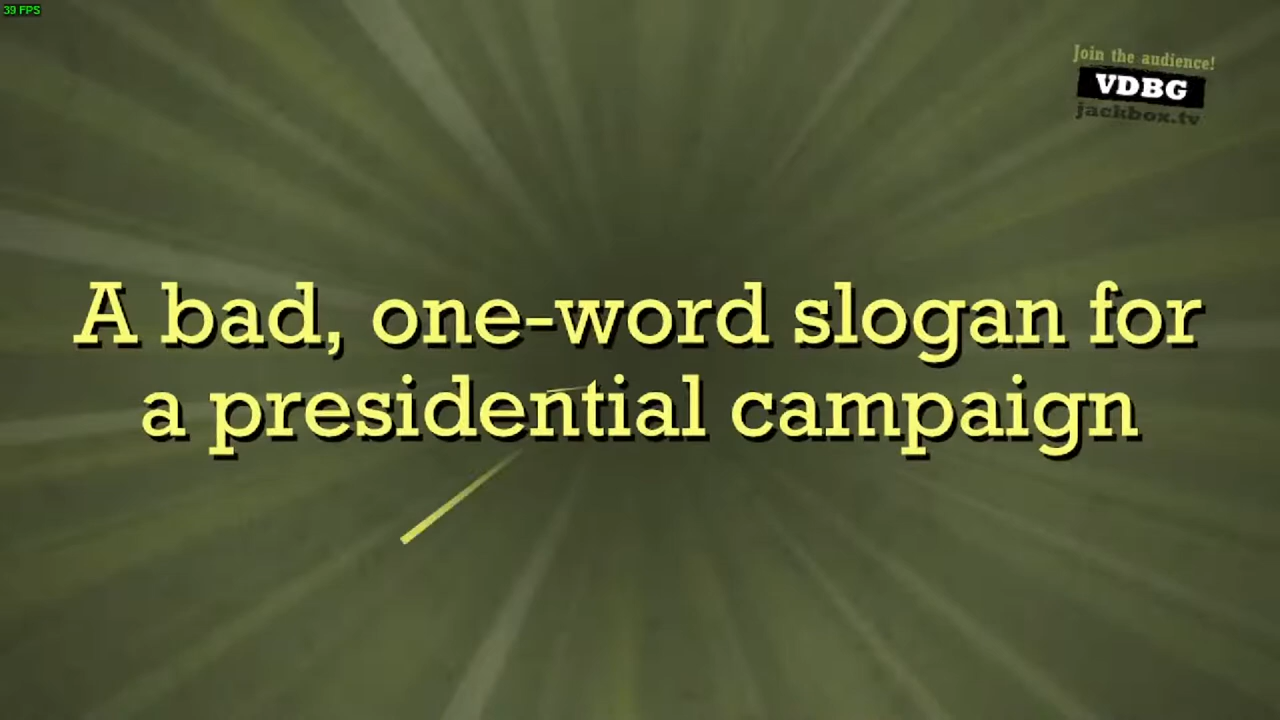 39 FPS
Join the audience!
VDBG
jackbox.tv
A bad, one-word slogan for
a presidential campaign